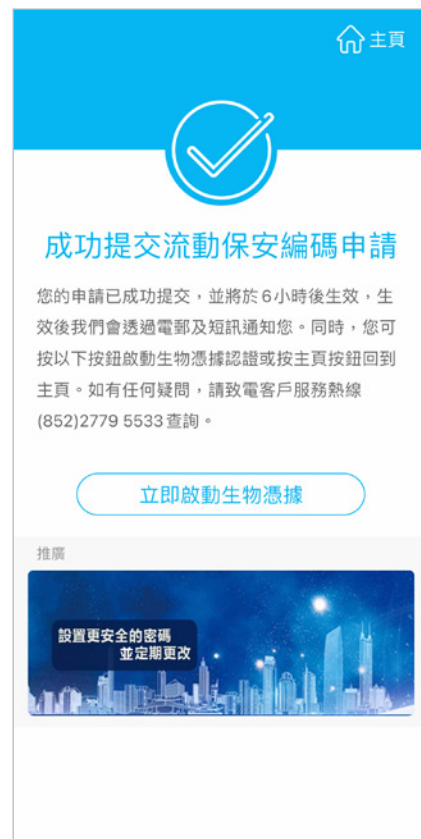 主頁
成功提交流動保安編碼申請
您的申請已成功提交，並將於6小時後生效，生
效後我們會透過電郵及短訊通知您。同時，您可
按以下按鈕啟動生物憑據認證或按主頁按鈕回到
主頁。如有任何疑問，請致電客戶服務熱線
(852)2779 5533查詢。
立即啟動生物憑據
推廣
設置更安全的密碼
並定期更改